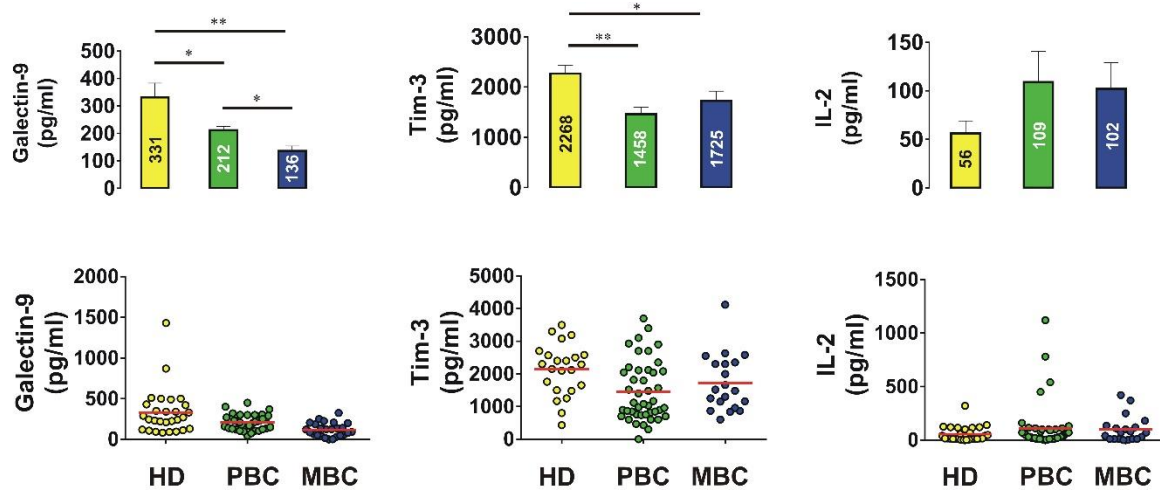 **
*
*
Galectin-9
(pg/ml)
500
400
300
200
100
0
331
212
136
*
**
Tim-3
(pg/ml)
3000
2000
1000
0
2268
1458
1725
IL-2
(pg/ml)
150
100
50
0
56
109
102
Galectin-9
(pg/ml)
2000
1500
1000
500
0
HD PBC MBC
Tim-3
(pg/ml)
5000
4000
3000
2000
1000
0
HD PBC MBC
IL-2
(pg/ml)
1500
1000
500
0
HD PBC MBC